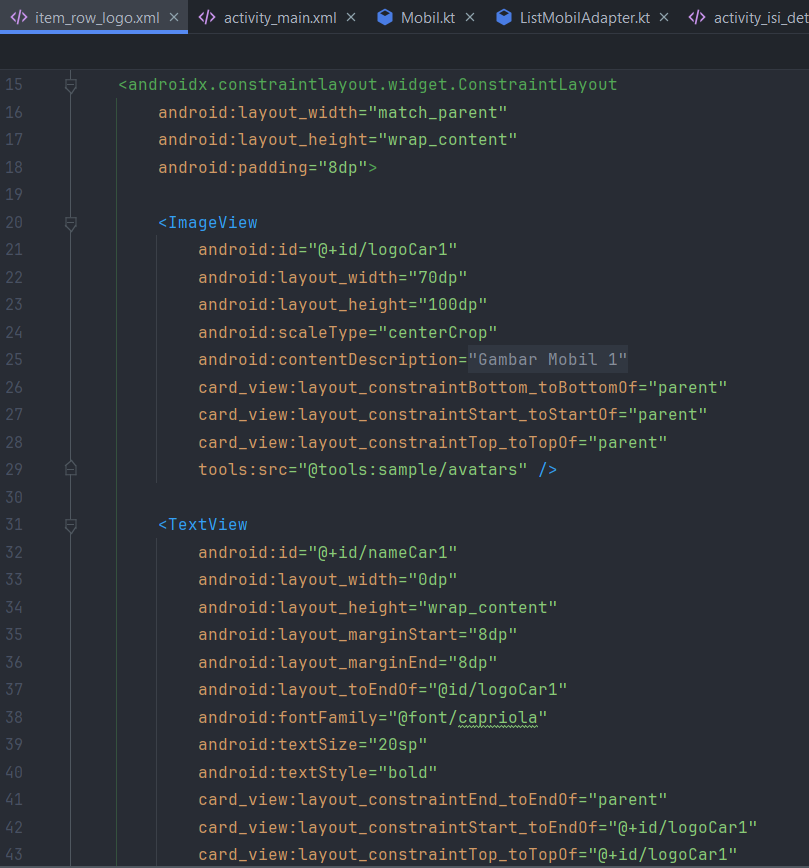 item_row_logo.xml activity_main.xml Mobil.kt ListMobilAdapter.kt activity_isi_det
15 <androidx.constraintlayout.widget.ConstraintLayout
16 android:layout_width="match_parent"
17 android:layout_height="wrap_content"
18 android:padding="8dp">
19
20 <ImageView
21 android:id="@+id/logoCar1"
22 android:layout_width="70dp"
23 android:layout_height="100dp"
24 android:scaleType="centerCrop"
25 android:contentDescription="Gambar Mobil 1"
26 card_view:layout_constraintBottom_toBottomOf="parent"
27 card_view:layout_constraintStart_toStartOf="parent"
28 card_view:layout_constraintTop_toTopOf="parent"
29 tools:src="@tools:sample/avatars" />
30
31 <TextView
32 android:id="@+id/nameCar1"
33 android:layout_width="0dp"
34 android:layout_height="wrap_content"
35 android:layout_marginStart="8dp"
36 android:layout_marginEnd="8dp"
37 android:layout_toEndOf="@id/logoCar1"
38 android:fontFamily="@font/capriola"
39 android:textSize="20sp"
40 android:textStyle="bold"
41 card_view:layout_constraintEnd_toEndOf="parent"
42 card_view:layout_constraintStart_toEndOf="@+id/logoCar1"
43 card_view:layout_constraintTop_toTopOf="@+id/logoCar1"